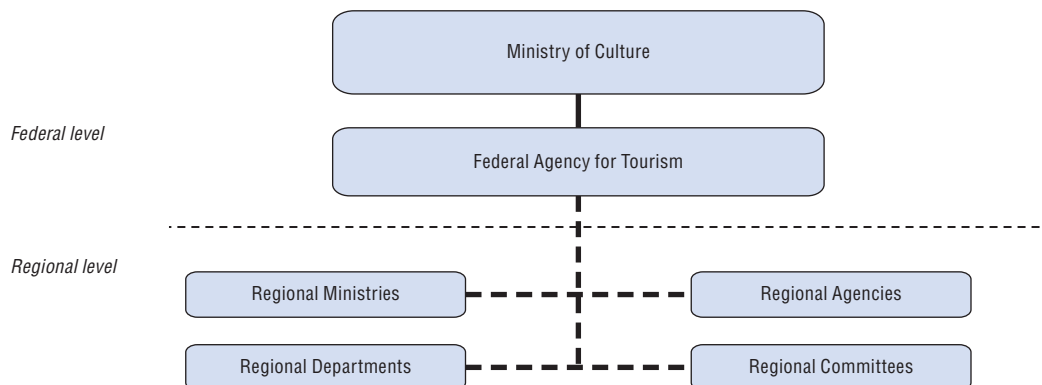 Ministry of Culture
Federal level
Federal Agency for Tourism
Regional level
Regional Ministries
Regional Agencies
Regional Departments
Regional Committees